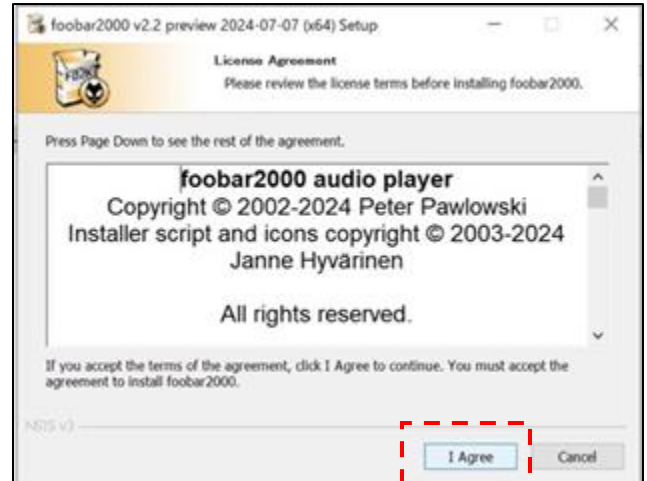 foobar2000 v2.2 preview 2024-07-07 (x64) Setup
License Agreement
Please review the license terms before installing foobar2000.
Press Page Down to see the rest of the agreement.
foobar2000 audio player
Copyright © 2002-2024 Peter Pawlowski
Installer script and icons copyright © 2003-2024
Janne Hyvärinen
All rights reserved.
If you accept the terms of the agreement, click I Agree to continue. You must accept the
agreement to install foobar2000.
NSIS v3
I Agree
Cancel